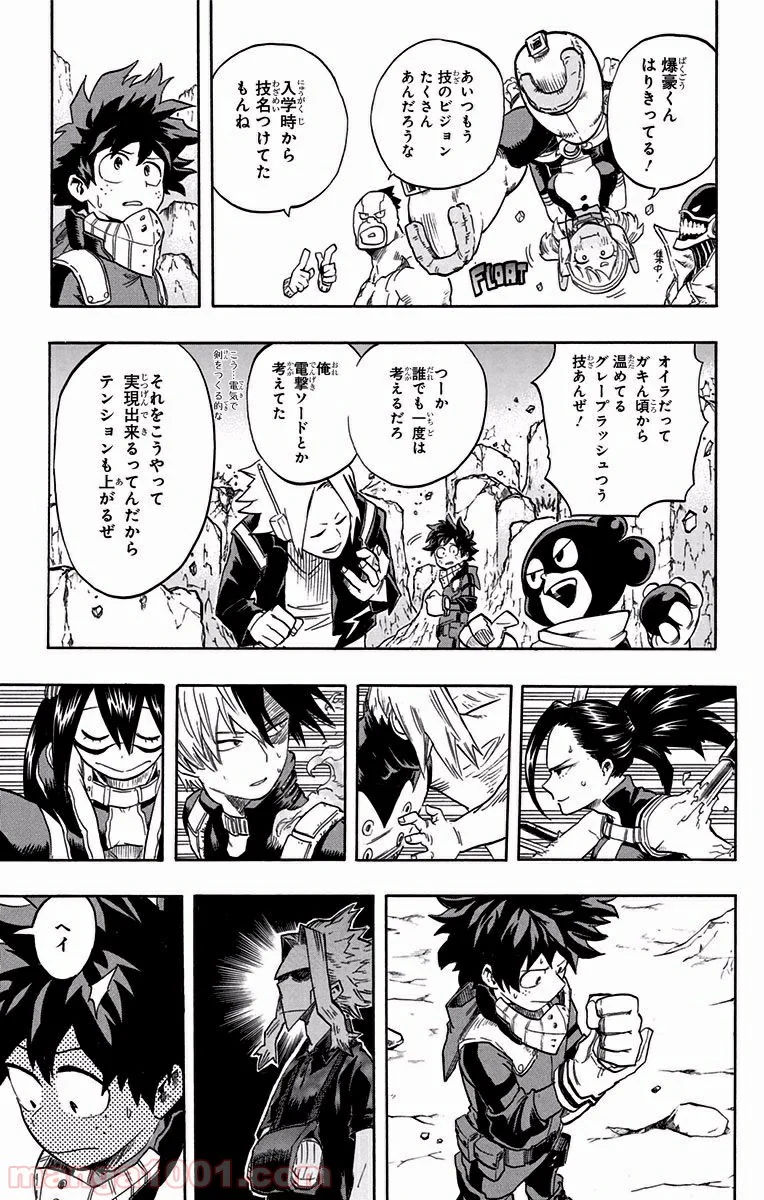 爆豪くん
はりきってる!
あいつもう
技のビジョン
たくさん
あんだろうな
入学時から
技名つけてた
もんね
集中!
FLOAT
オイラだって
ガキん頃から
温めてる
グレープラッシュつう
技あんぜ!
つーか
誰でも一度は
考えるだろ
俺
電撃ソードとか
考えてた
こう…電気で
剣をつくる的な
それをこうやって
実現出来るってんだから
テンションも上がるぜ
ヘイ
manga1001.com